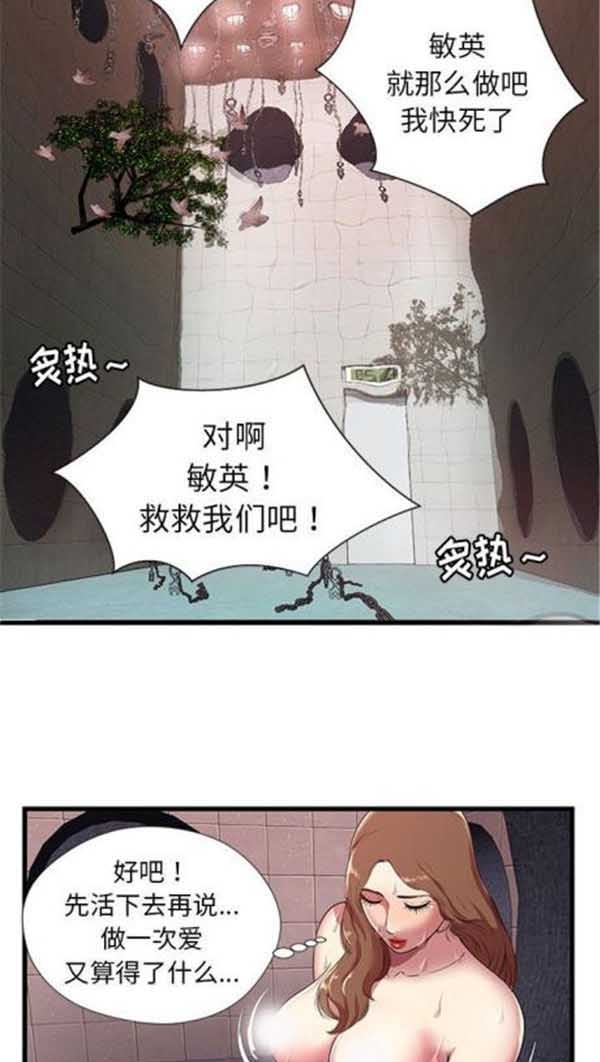 敏英
就那么做吧
我快死了
炙热~
对啊
敏英！
救救我们吧！
炙热~
好吧！
先活下去再说...
做一次爱
又算得了什么...